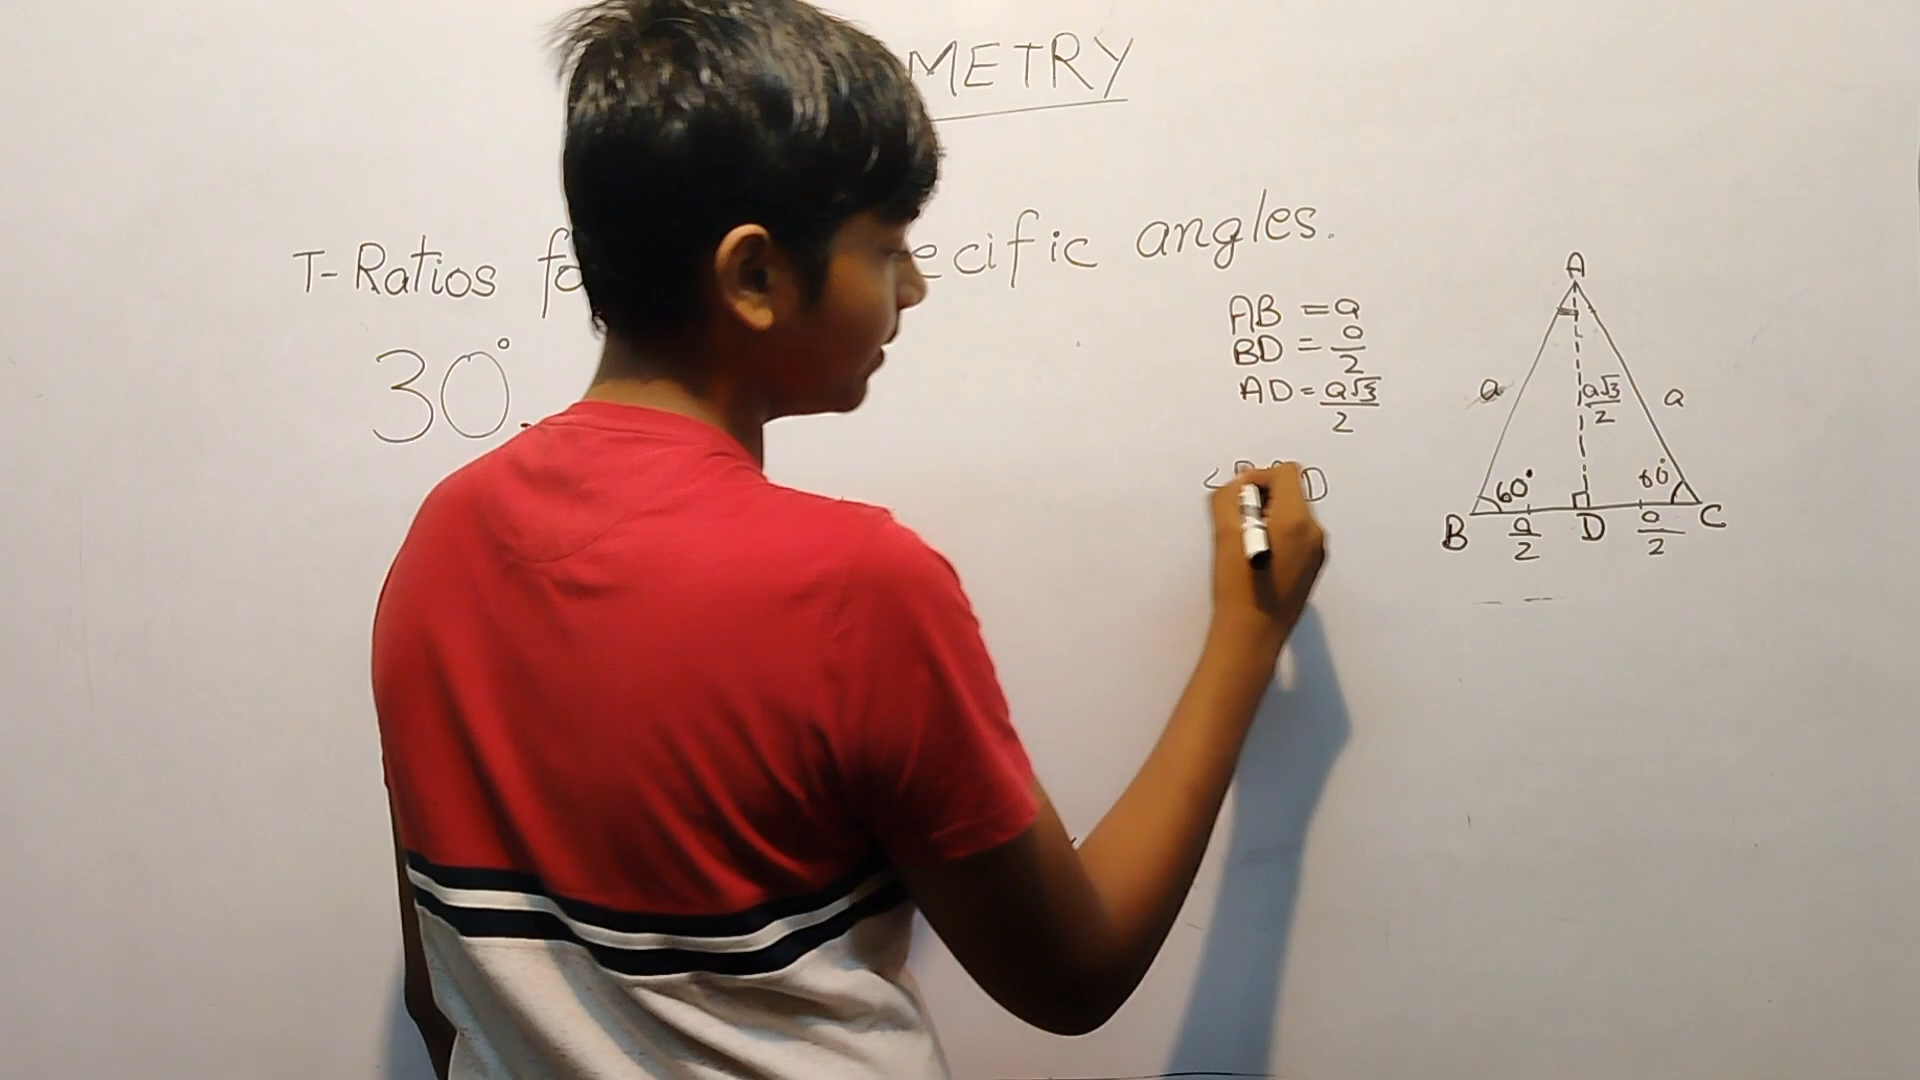 METRY
T-Ratios fo ecific angles.
30°
AB = a
BD = a/2
AD = a√3/2
< D
A
a
a√3/2
a
60°
60°
B
a/2
D
a/2
C